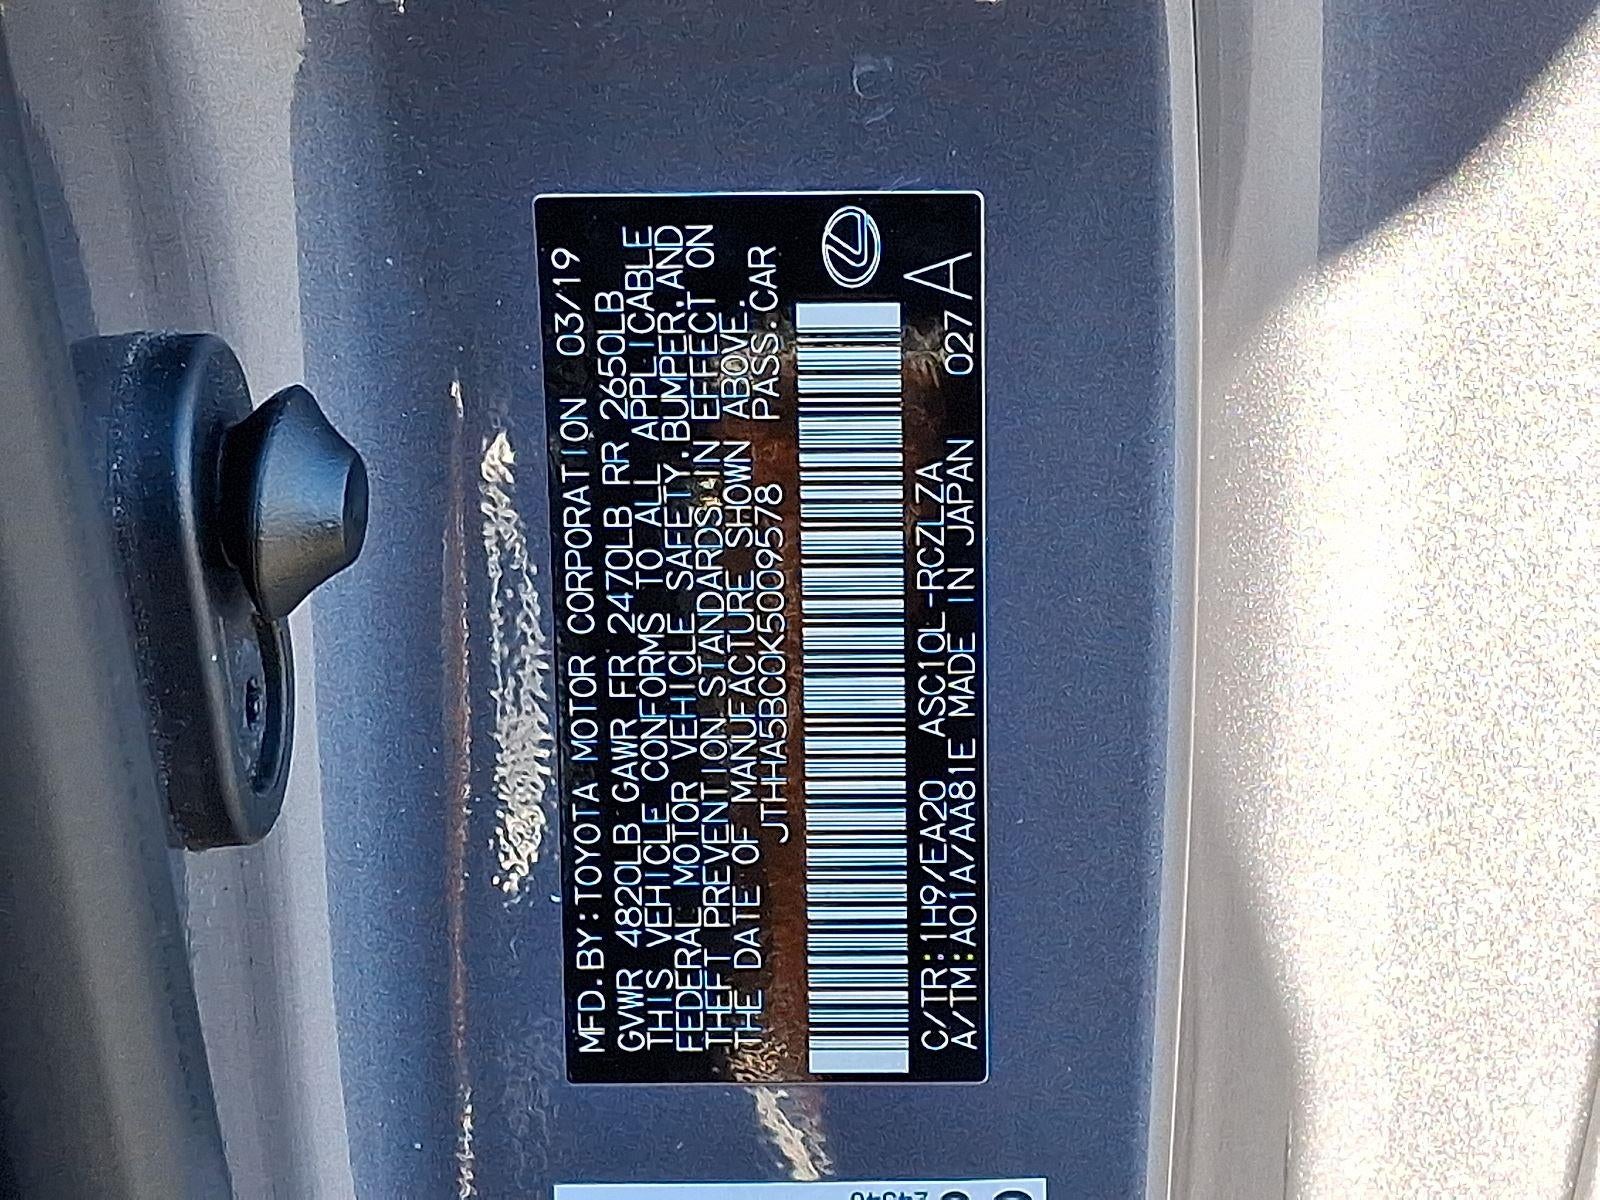 MFD.BY:TOYOTA MOTOR CORPORATION 03/19
GVWR 4820LB GAWR FR 2470LB RR 2650LB
THIS VEHICLE CONFORMS TO ALL APPLICABLE
FEDERAL MOTOR VEHICLE SAFETY,BUMPER,AND
THEFT PREVENTION STANDARDS IN EFFECT ON
THE DATE OF MANUFACTURE SHOWN ABOVE.
JTHHA5BC0K5009578 PASS.CAR
C/TR:1H9/EA20 ASC10L-RCZLZA
A/TM:A01A/AA81E MADE IN JAPAN 027 A